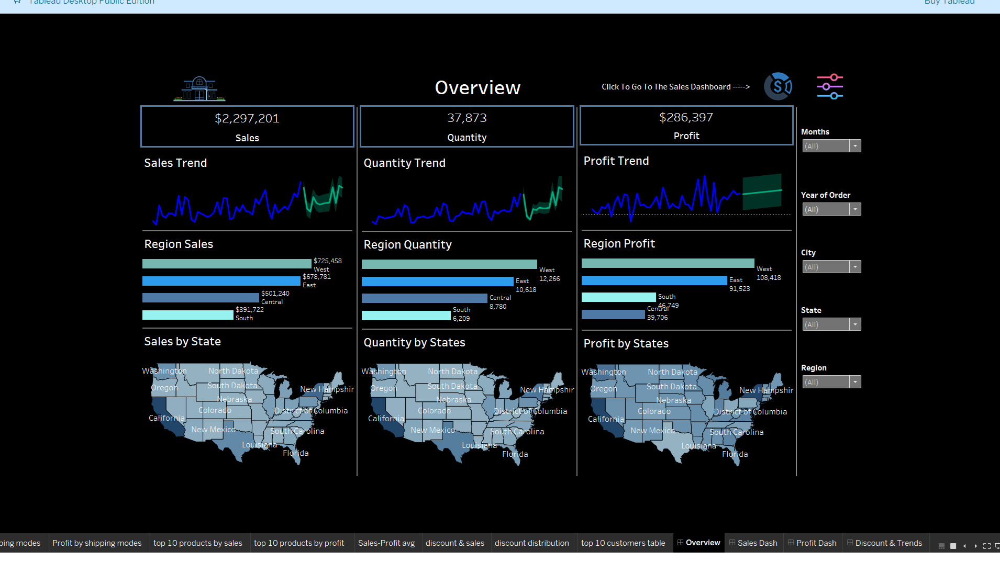 Tableau Desktop Public Edition
Buy Tableau
Overview
Click To Go To The Sales Dashboard ----->
$2,297,201
Sales
37,873
Quantity
$286,397
Profit
Sales Trend
Quantity Trend
Profit Trend
Region Sales
$725,458
West
$678,781
East
$501,240
Central
$391,722
South
Region Quantity
West
12,266
East
10,618
Central
8,780
South
6,209
Region Profit
West
108,418
East
91,523
South
46,749
Central
39,706
Sales by State
Washington
North Dakota
Oregon
South Dakota
New Hampshir
Nebraska
Colorado
District of Columbia
California
New Mexico
South Carolina
Louisiana
Florida
Quantity by States
Washington
North Dakota
Oregon
South Dakota
New Hampshir
Nebraska
Colorado
District of Columbia
California
New Mexico
South Carolina
Louisiana
Florida
Profit by States
Washington
North Dakota
Oregon
South Dakota
New Hampshir
Nebraska
Colorado
District of Columbia
California
New Mexico
South Carolina
Louisiana
Florida
Months
(All)
Year of Order
(All)
City
(All)
State
(All)
Region
(All)
ping modes
Profit by shipping modes
top 10 products by sales
top 10 products by profit
Sales-Profit avg
discount & sales
discount distribution
top 10 customers table
Overview
Sales Dash
Profit Dash
Discount & Trends